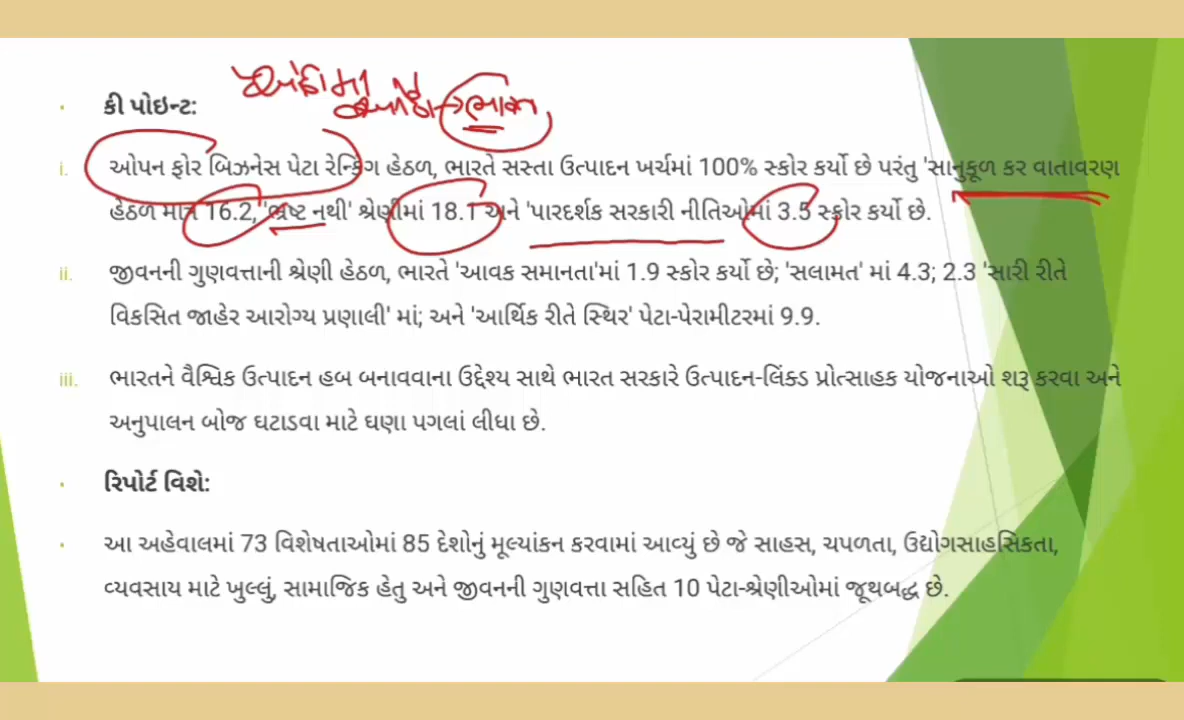 એશિયામાં
• કી પોઇન્ટ:
i. ઓપન ફોર બિઝનેસ પેટા રેન્કિંગ હેઠળ, ભારતે સસ્તા ઉત્પાદન ખર્ચમાં 100% સ્કોર કર્યો છે પરંતુ 'સાનુકૂળ કર વાતાવરણ
હેઠળ માત્ર 16.2, 'ભ્રષ્ટ નથી' શ્રેણીમાં 18.1 અને 'પારદર્શક સરકારી નીતિઓમાં 3.5 સ્કોર કર્યો છે.
ii. જીવનની ગુણવત્તાની શ્રેણી હેઠળ, ભારતે 'આવક સમાનતા'માં 1.9 સ્કોર કર્યો છે; 'સલામત' માં 4.3; 2.3 'સારી રીતે
વિકસિત જાહેર આરોગ્ય પ્રણાલી' માં; અને 'આર્થિક રીતે સ્થિર' પેટા-પેરામીટરમાં 9.9.
iii. ભારતને વૈશ્વિક ઉત્પાદન હબ બનાવવાના ઉદ્દેશ્ય સાથે ભારત સરકારે ઉત્પાદન-લિંક્ડ પ્રોત્સાહક યોજનાઓ શરૂ કરવા અને
અનુપાલન બોજ ઘટાડવા માટે ઘણા પગલાં લીધા છે.
• રિપોર્ટ વિશે:
• આ અહેવાલમાં 73 વિશેષતાઓમાં 85 દેશોનું મૂલ્યાંકન કરવામાં આવ્યું છે જે સાહસ, ચપળતા, ઉદ્યોગસાહસિકતા,
વ્યવસાય માટે ખુલ્લું, સામાજિક હેતુ અને જીવનની ગુણવત્તા સહિત 10 પેટા-શ્રેણીઓમાં જૂથબદ્ધ છે.